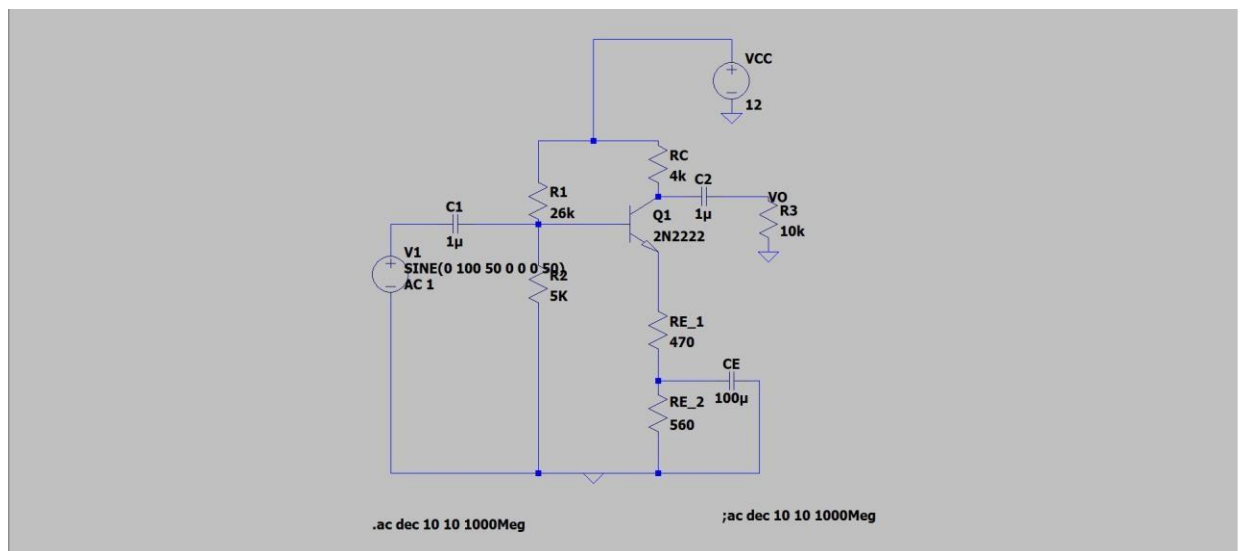 VCC
12
RC
4k
C2
1µ
VO
R3
10k
R1
26k
C1
1µ
Q1
2N2222
V1
SINE(0 100 50 0 0 0 50)
AC 1
R2
5K
RE_1
470
CE
100µ
RE_2
560
.ac dec 10 10 1000Meg
;ac dec 10 10 1000Meg